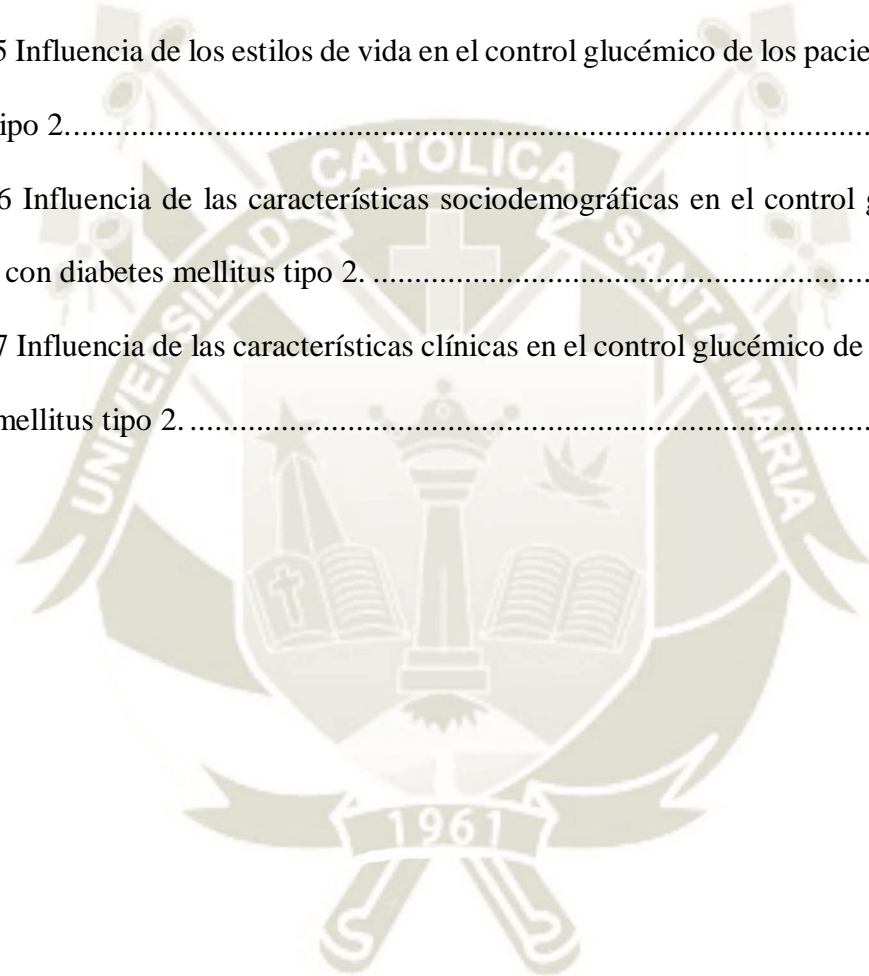 5 Influencia de los estilos de vida en el control glucémico de los pacie
ipo 2.......................................................................................................
6 Influencia de las características sociodemográficas en el control g
con diabetes mellitus tipo 2. ................................................................
7 Influencia de las características clínicas en el control glucémico de
mellitus tipo 2. .....................................................................................
UNIVERSIDAD CATOLICA SANTA MARIA
1961